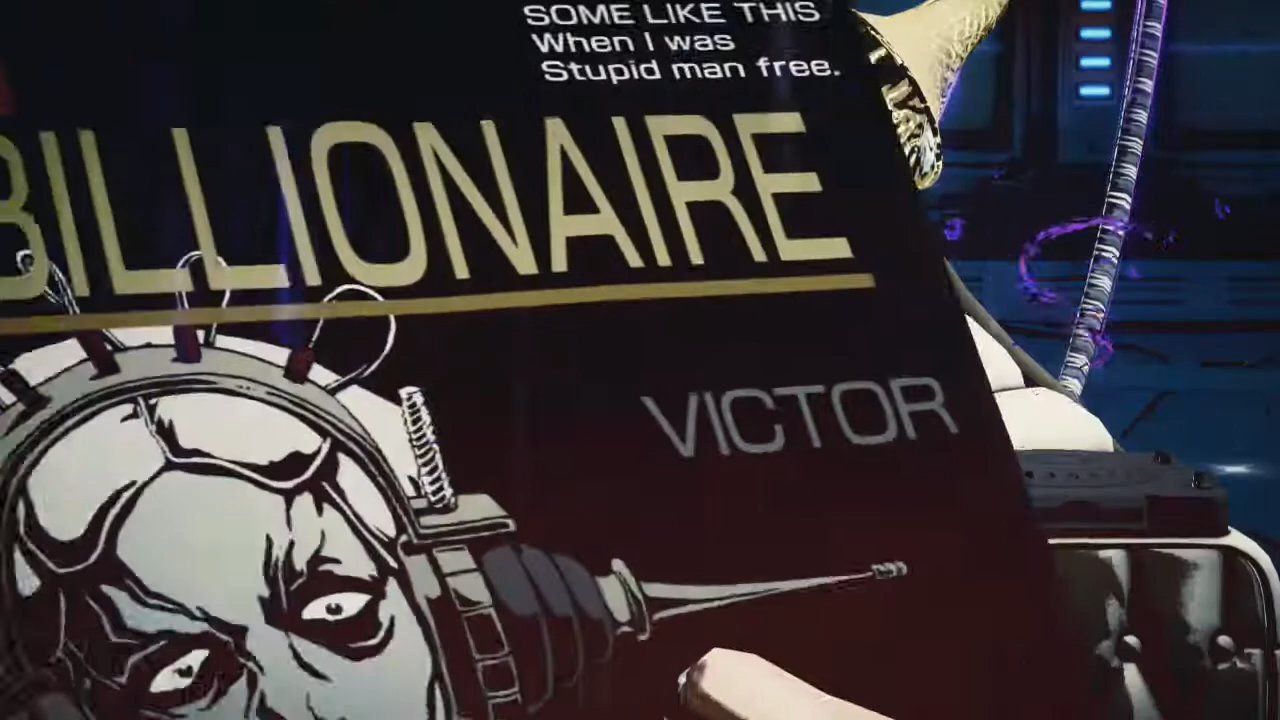 SOME LIKE THIS
When I was
Stupid man free.
BILLIONAIRE
VICTOR